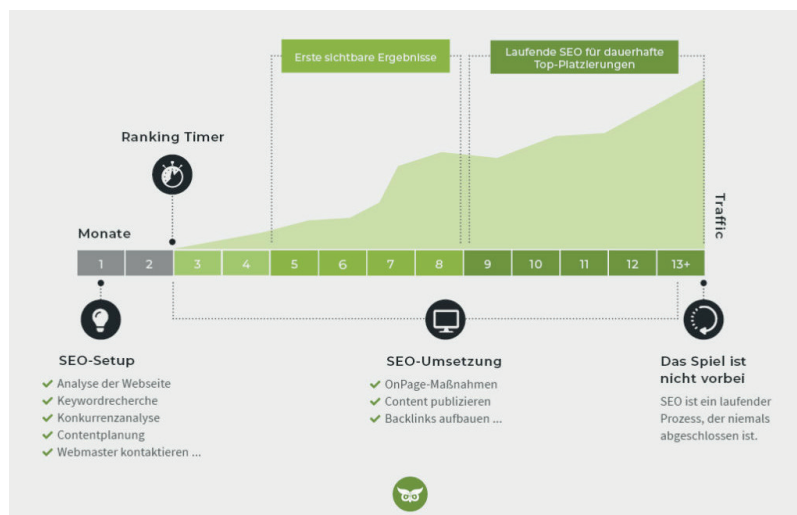 Erste sichtbare Ergebnisse
Laufende SEO für dauerhafte
Top-Platzierungen
Ranking Timer
Monate
Traffic
1 2 3 4 5 6 7 8 9 10 11 12 13+
SEO-Setup
Analyse der Webseite
Keywordrecherche
Konkurrenzanalyse
Contentplanung
Webmaster kontaktieren ...
SEO-Umsetzung
OnPage-Maßnahmen
Content publizieren
Backlinks aufbauen ...
Das Spiel ist
nicht vorbei
SEO ist ein laufender
Prozess, der niemals
abgeschlossen ist.